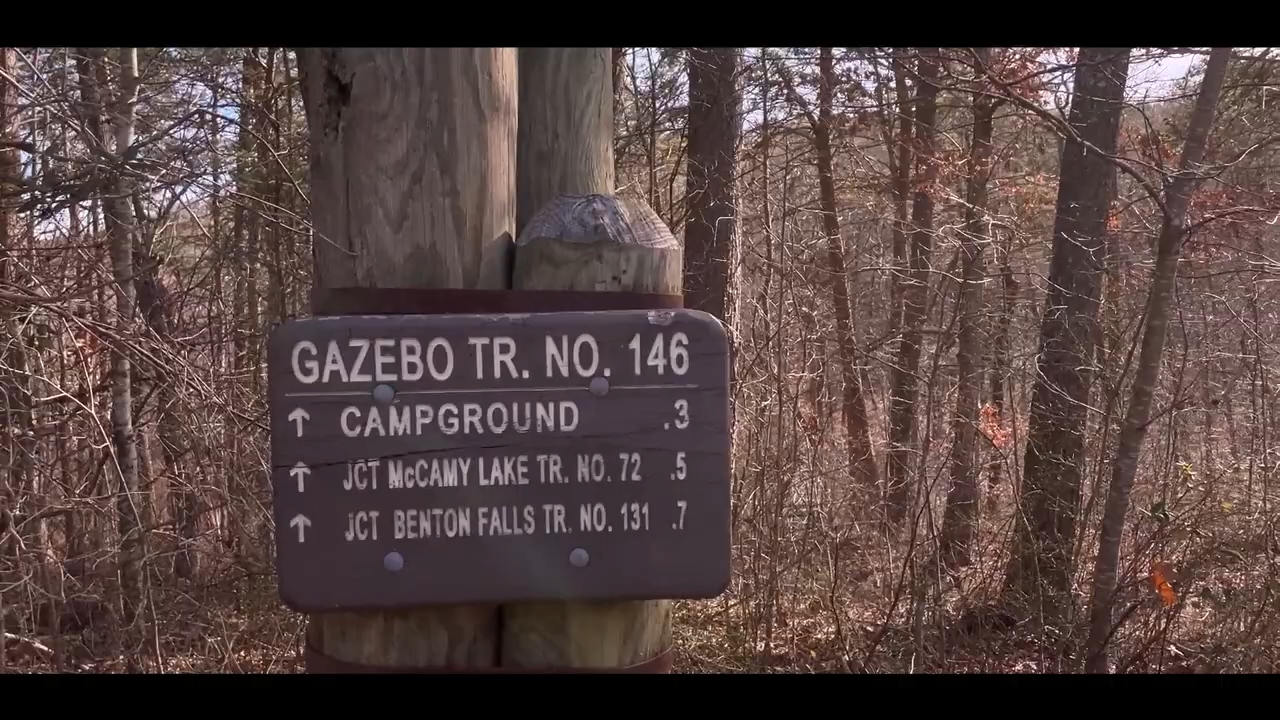 GAZEBO TR. NO. 146
↑ CAMPGROUND .3
↑ JCT McCAMY LAKE TR. NO. 72 .5
↑ JCT BENTON FALLS TR. NO. 131 .7